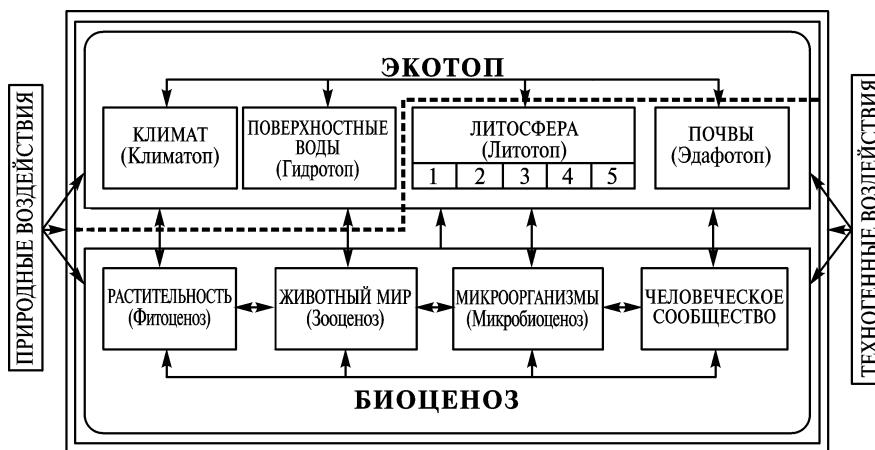 ПРИРОДНЫЕ ВОЗДЕЙСТВИЯ
ЭКОТОП
КЛИМАТ
(Климатоп)
ПОВЕРХНОСТНЫЕ
ВОДЫ
(Гидротоп)
ЛИТОСФЕРА
(Литотоп)
1 2 3 4 5
ПОЧВЫ
(Эдафотоп)
РАСТИТЕЛЬНОСТЬ
(Фитоценоз)
ЖИВОТНЫЙ МИР
(Зооценоз)
МИКРООРГАНИЗМЫ
(Микробиоценоз)
ЧЕЛОВЕЧЕСКОЕ
СООБЩЕСТВО
БИОЦЕНОЗ
ТЕХНОГЕННЫЕ ВОЗДЕЙСТВИЯ